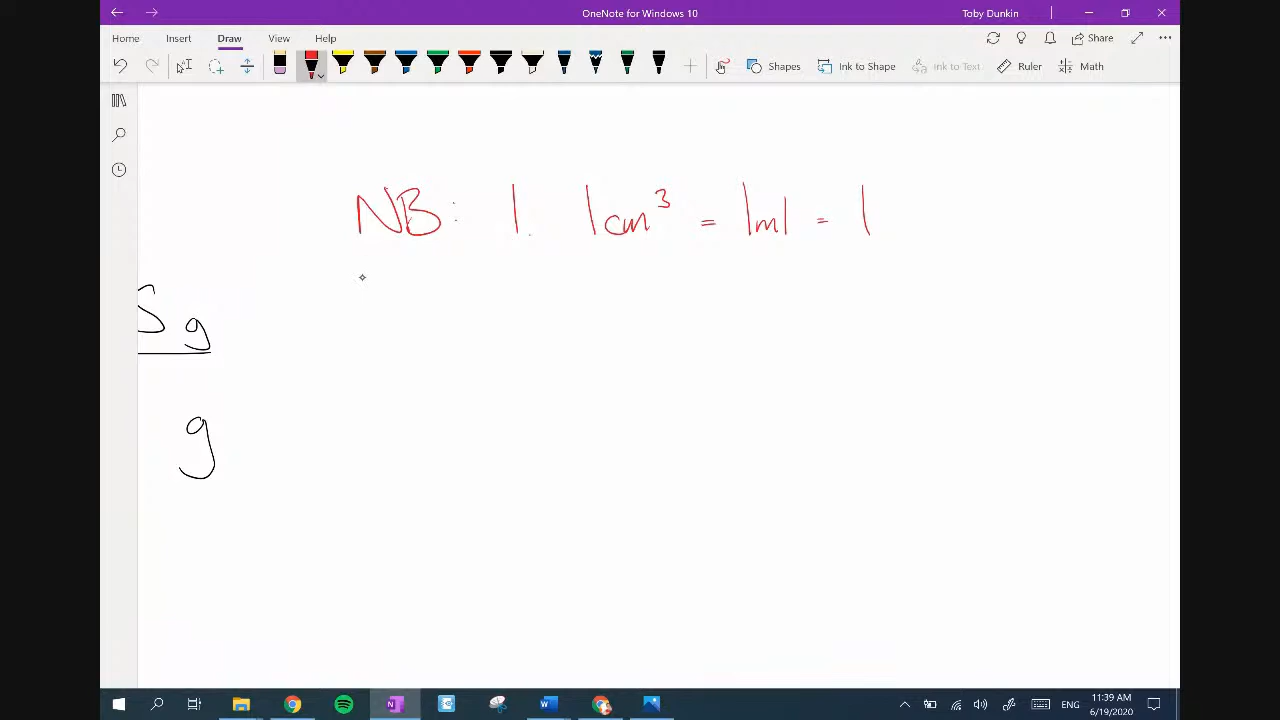 OneNote for Windows 10
Toby Dunkin
Home Insert Draw View Help
Share
Shapes Ink to Shape Ink to Text Ruler Math
NB: 1. 1cm³ = 1ml = 1
S g
g
ENG
11:39 AM
6/19/2020